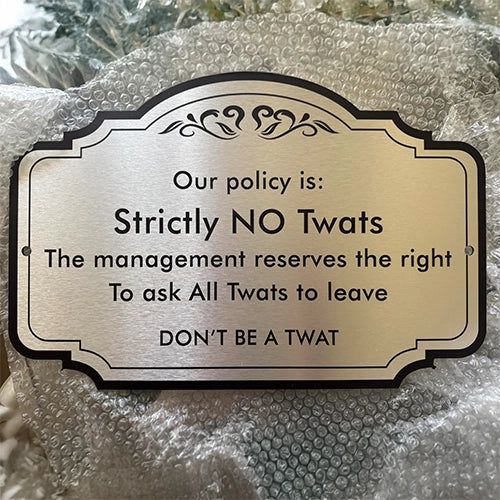 Our policy is:
Strictly NO Twats
The management reserves the right
To ask All Twats to leave
DON'T BE A TWAT